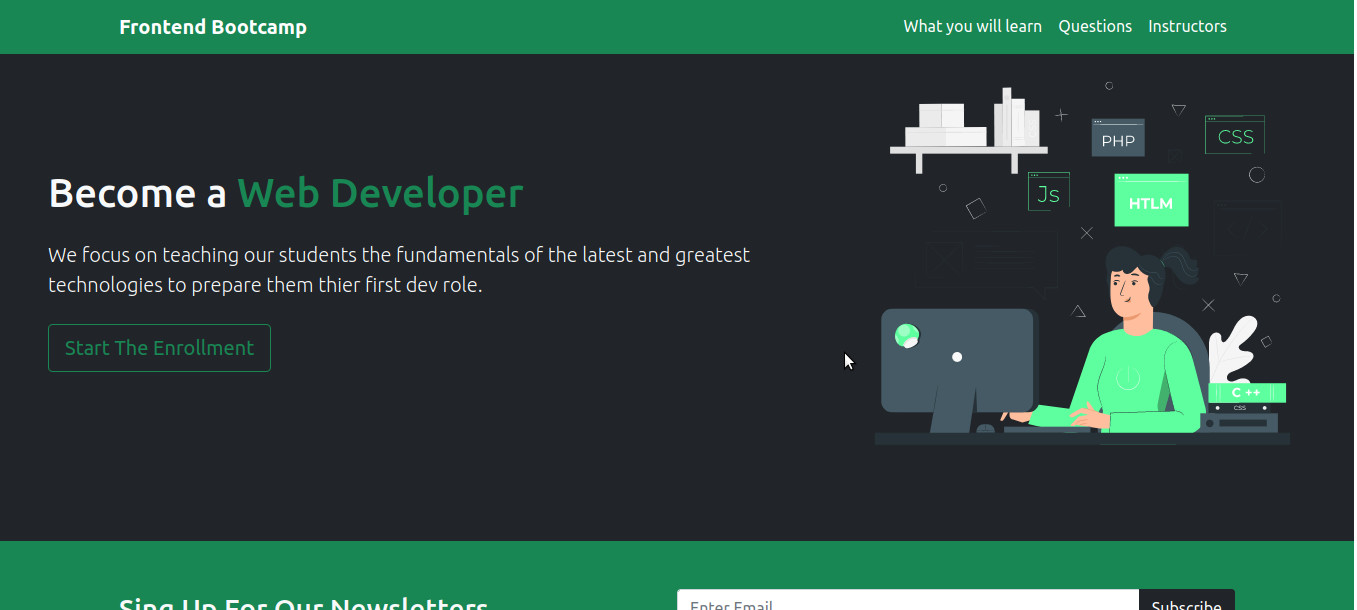 Frontend Bootcamp
What you will learn Questions Instructors
PHP
CSS
Js
HTLM
Become a Web Developer
We focus on teaching our students the fundamentals of the latest and greatest
technologies to prepare them thier first dev role.
Start The Enrollment
C ++
CSS
Sing Up For Our Newsletters
Enter Email
Subscribe